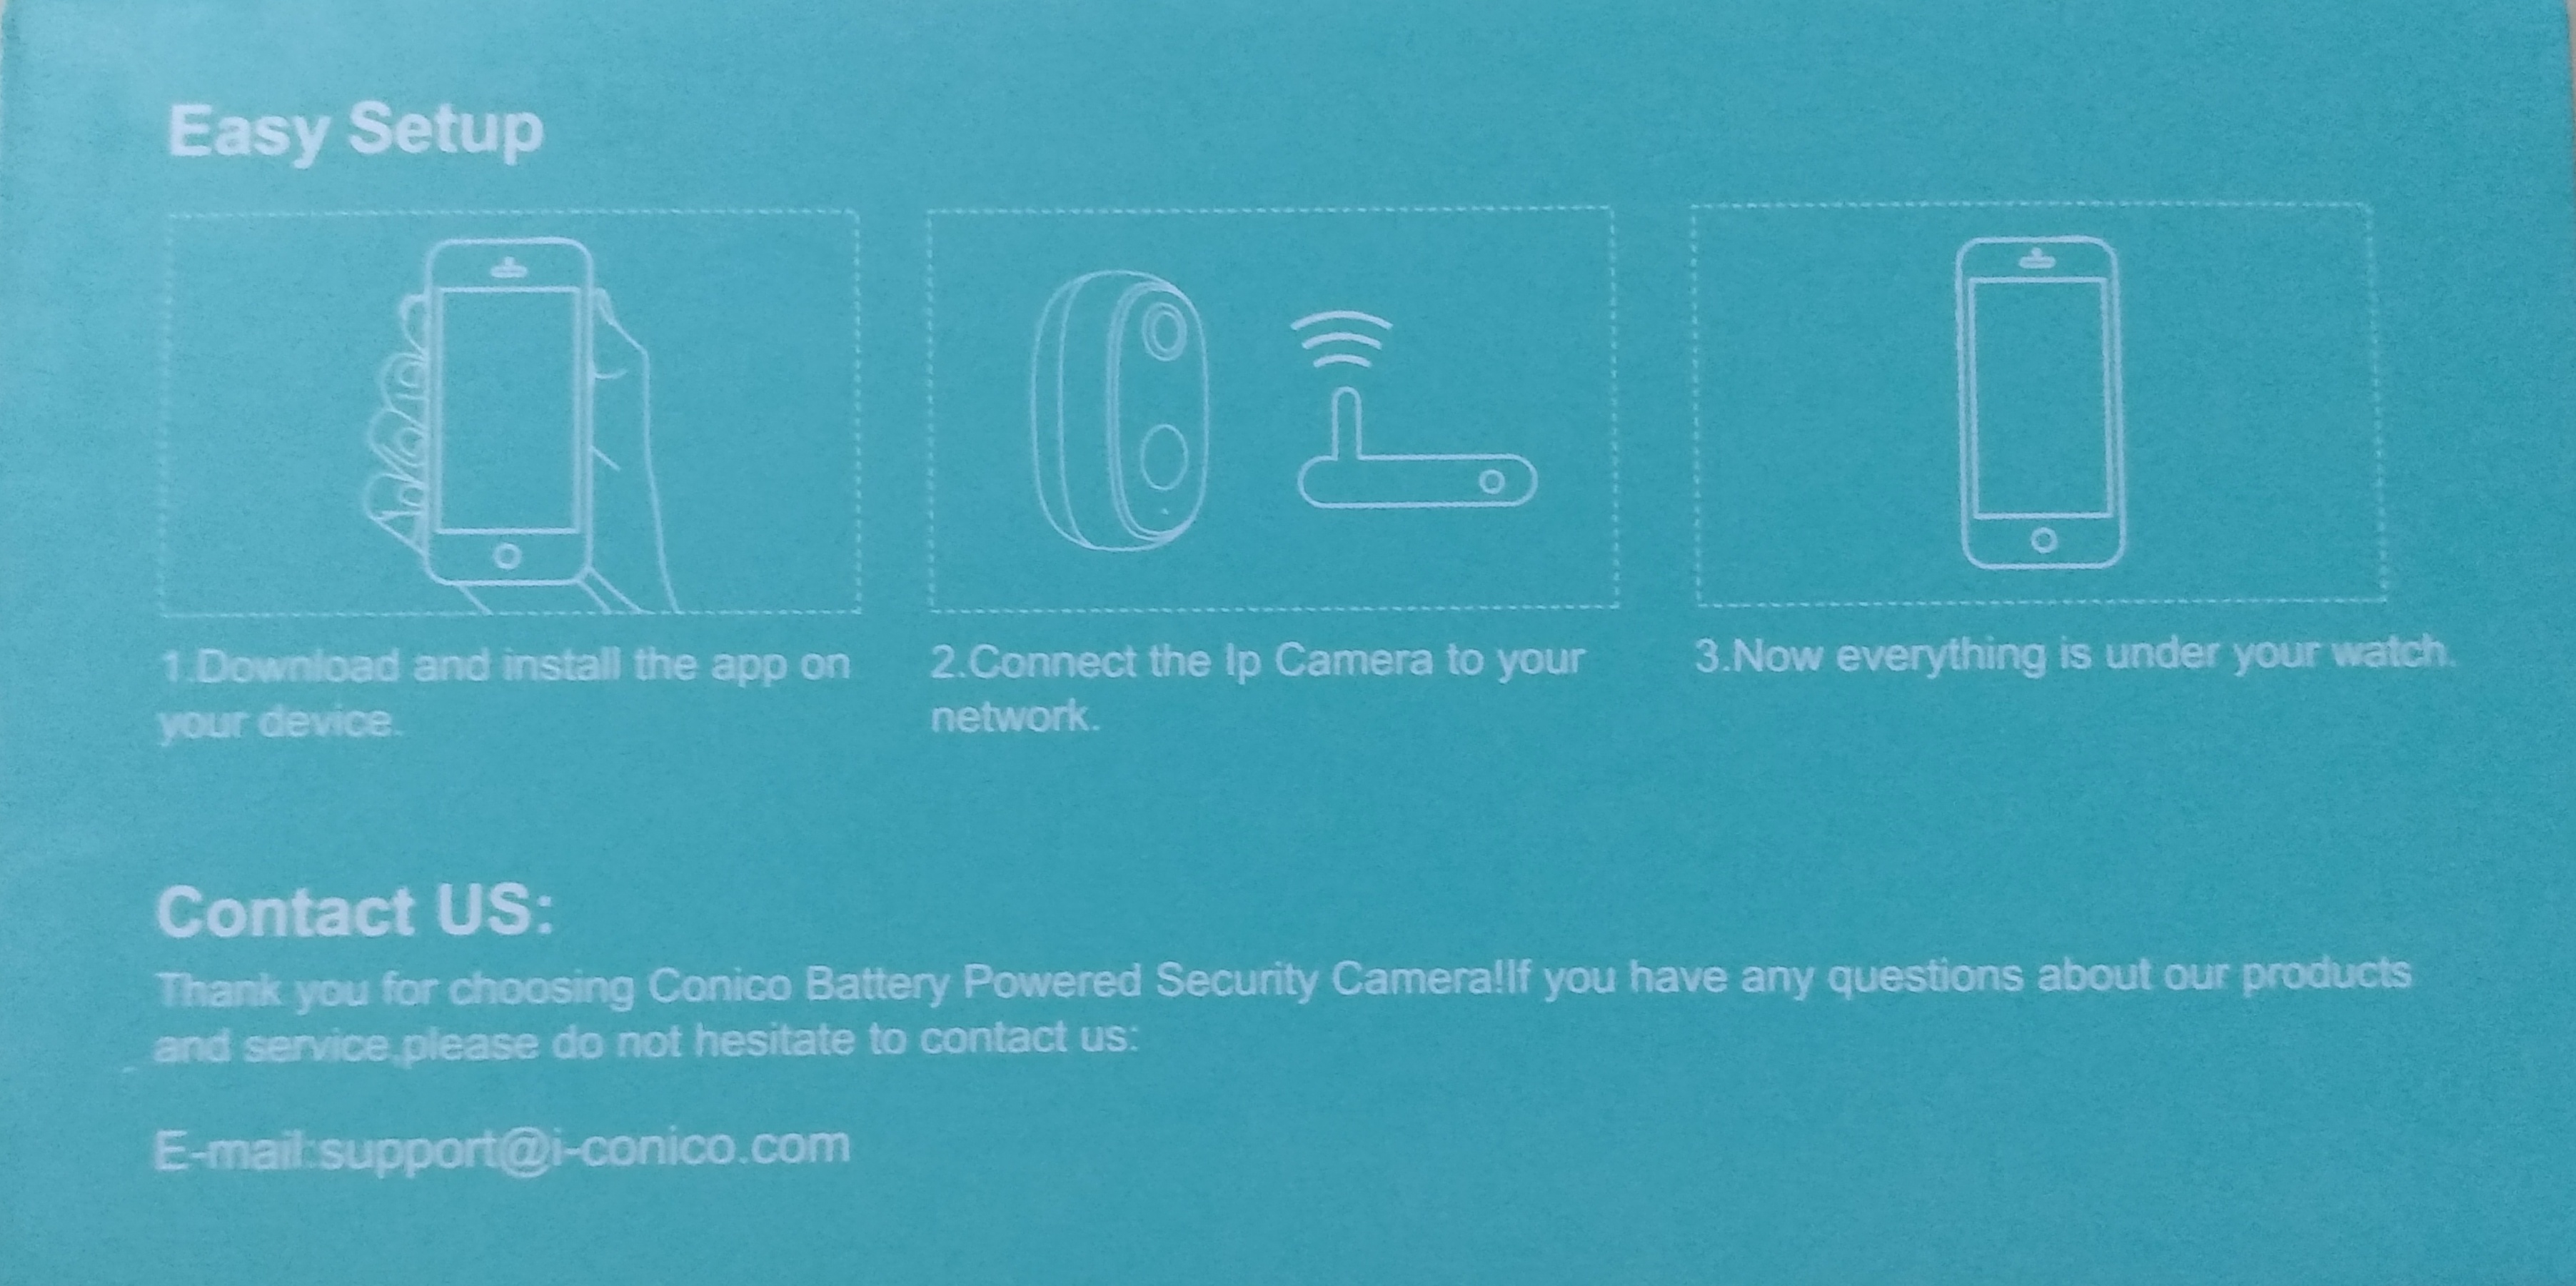 Easy Setup
1.Download and install the app on
your device.
2.Connect the Ip Camera to your
network.
3.Now everything is under your watch.
Contact US:
Thank you for choosing Conico Battery Powered Security Camera!If you have any questions about our products
and service,please do not hesitate to contact us:
E-mail:support@i-conico.com